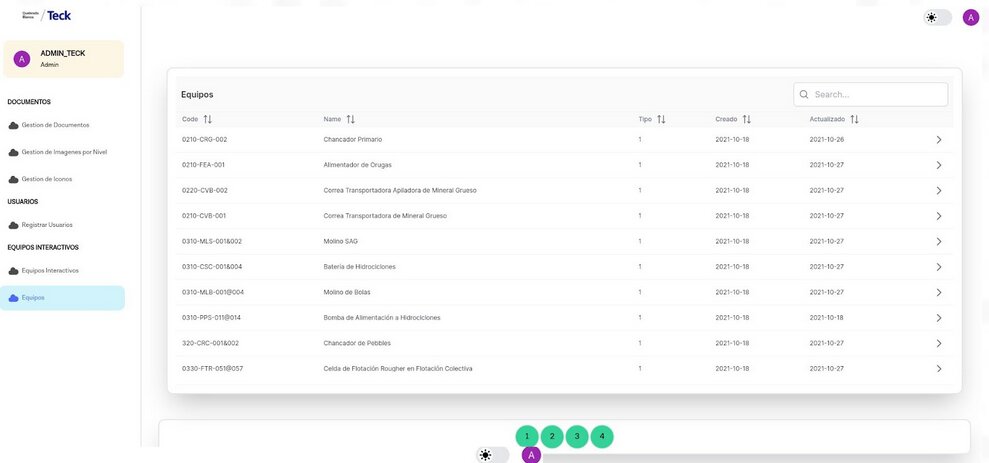 Quebrada
Blanca / Teck
A
A
ADMIN_TECK
Admin
DOCUMENTOS
Gestion de Documentos
Gestion de Imagenes por Nivel
Gestion de Iconos
USUARIOS
Registrar Usuarios
EQUIPOS INTERACTIVOS
Equipos Interactivos
Equipos
Equipos
Search...
Code Name Tipo Creado Actualizado
0210-CRG-002 Chancador Primario 1 2021-10-18 2021-10-26
0210-FEA-001 Alimentador de Orugas 1 2021-10-18 2021-10-27
0220-CVB-002 Correa Transportadora Apiladora de Mineral Grueso 1 2021-10-18 2021-10-27
0210-CVB-001 Correa Transportadora de Mineral Grueso 1 2021-10-18 2021-10-27
0310-MLS-001&002 Molino SAG 1 2021-10-18 2021-10-27
0310-CSC-001&004 Batería de Hidrociclones 1 2021-10-18 2021-10-27
0310-MLB-001@004 Molino de Bolas 1 2021-10-18 2021-10-27
0310-PPS-011@014 Bomba de Alimentación a Hidrociclones 1 2021-10-18 2021-10-18
320-CRC-001&002 Chancador de Pebbles 1 2021-10-18 2021-10-27
0330-FTR-051@057 Celda de Flotación Rougher en Flotación Colectiva 1 2021-10-18 2021-10-27
1 2 3 4
A